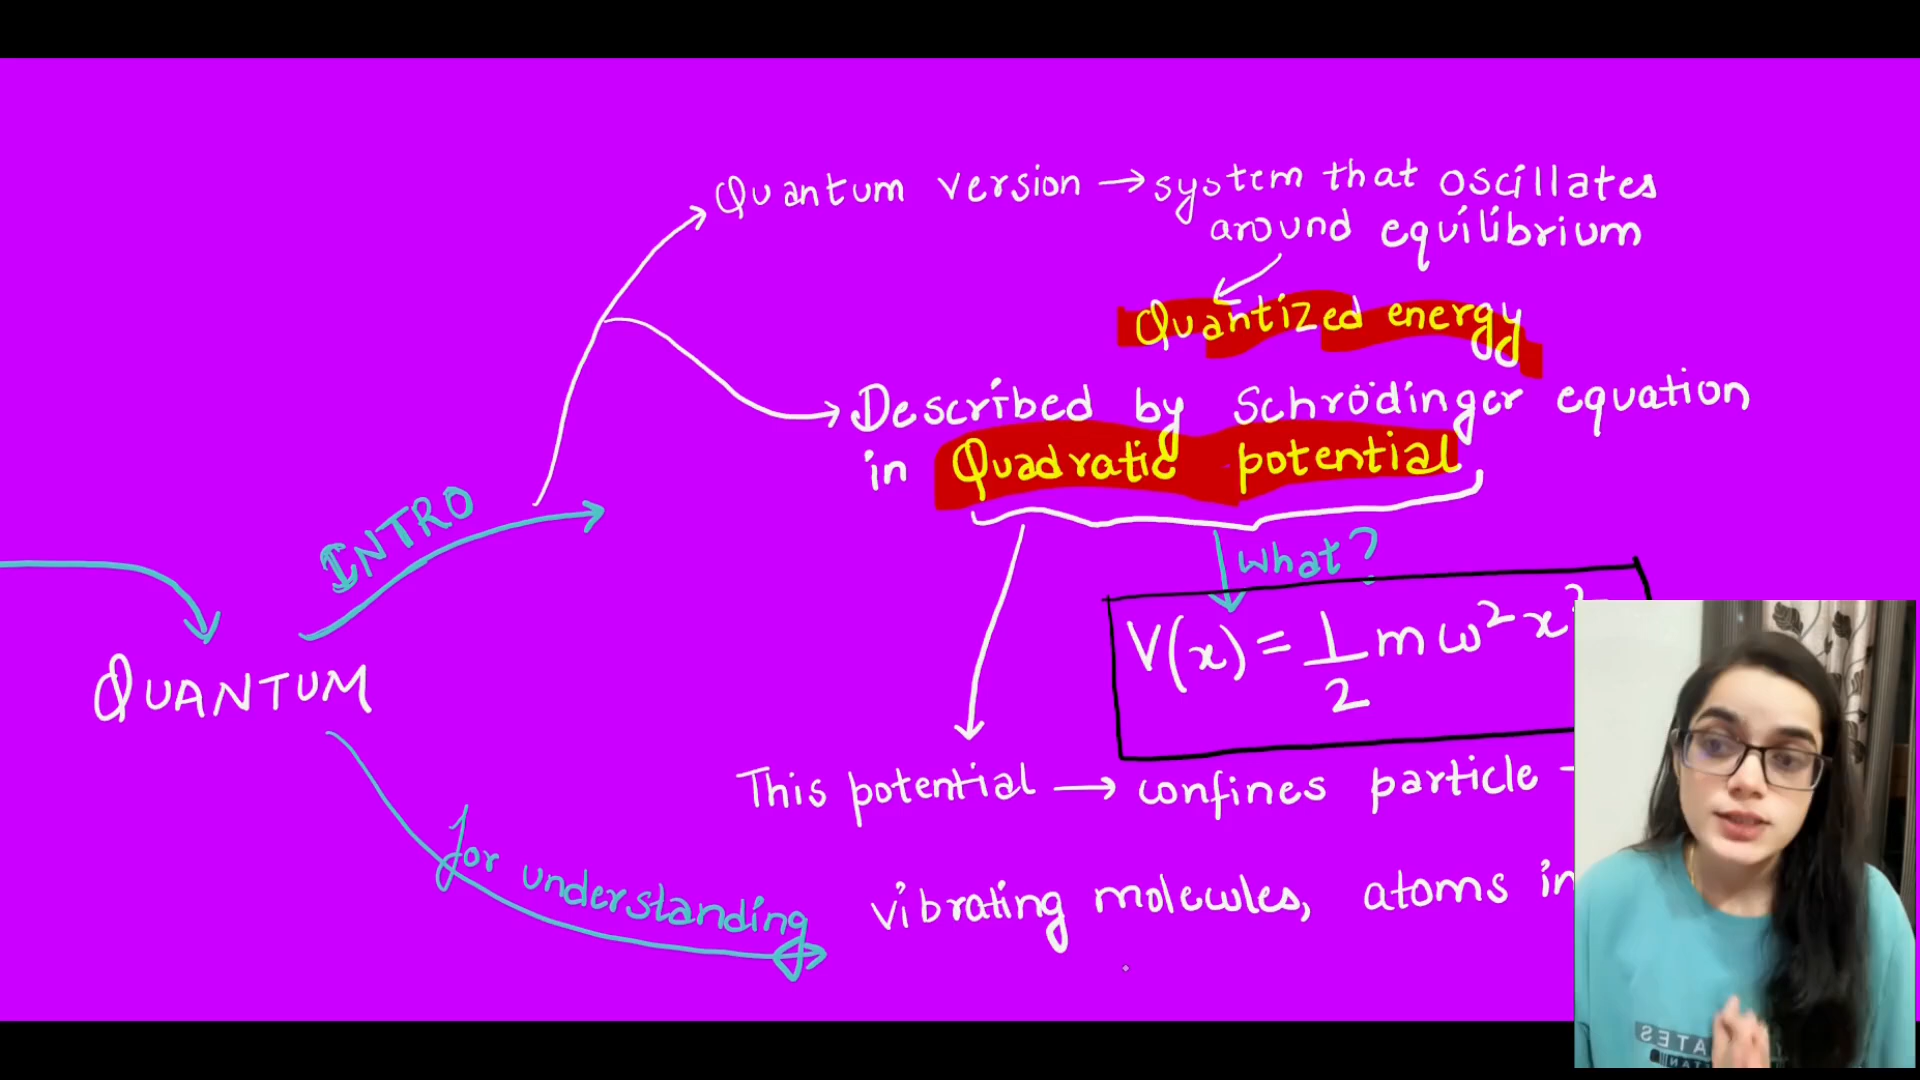 Quantum version → system that oscillates
around equilibrium
Quantized energy
Described by Schrödinger equation
in Quadratic potential
INTRO
What?
V(x) = 1/2 mω²x²
QUANTUM
This potential → confines particle -
for understanding
vibrating molecules, atoms in